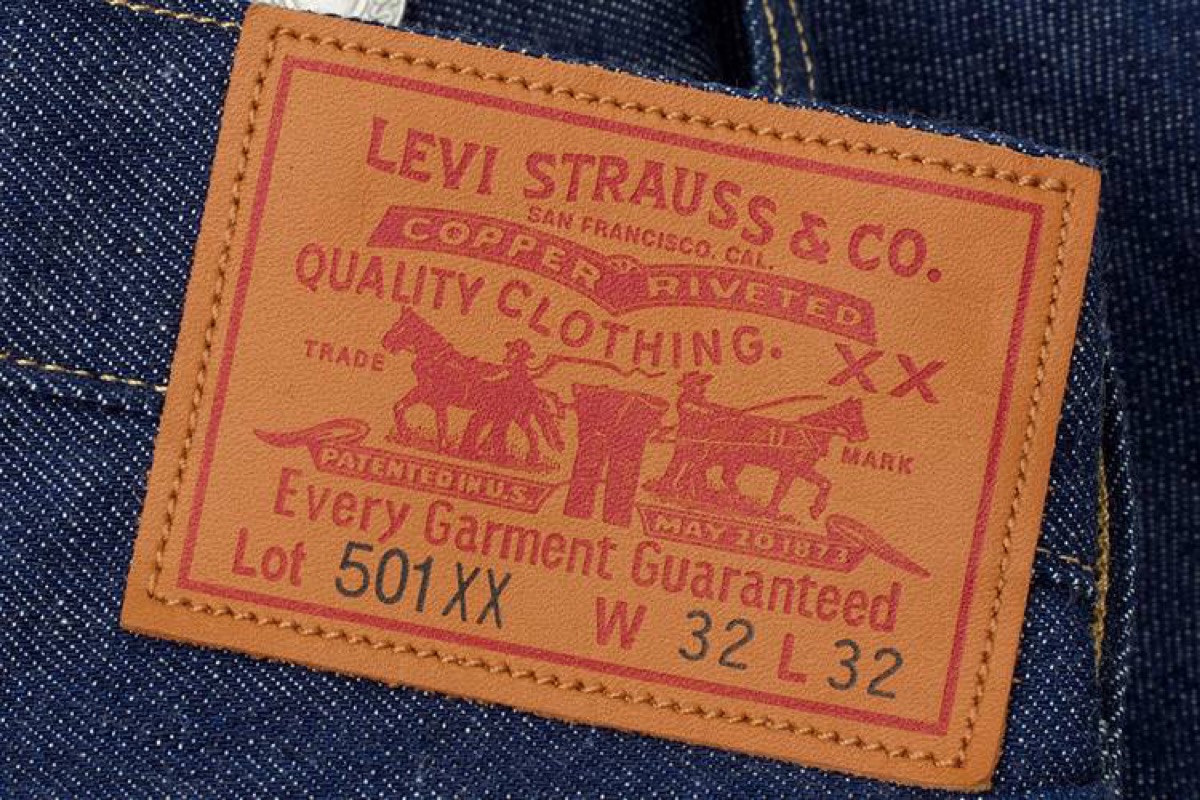 LEVI STRAUSS & CO.
SAN FRANCISCO. CAL.
COPPER RIVETED
QUALITY CLOTHING.
XX
TRADE MARK
PATENTED IN U.S. MAY 20 1873
Every Garment Guaranteed
Lot 501XX W 32 L 32